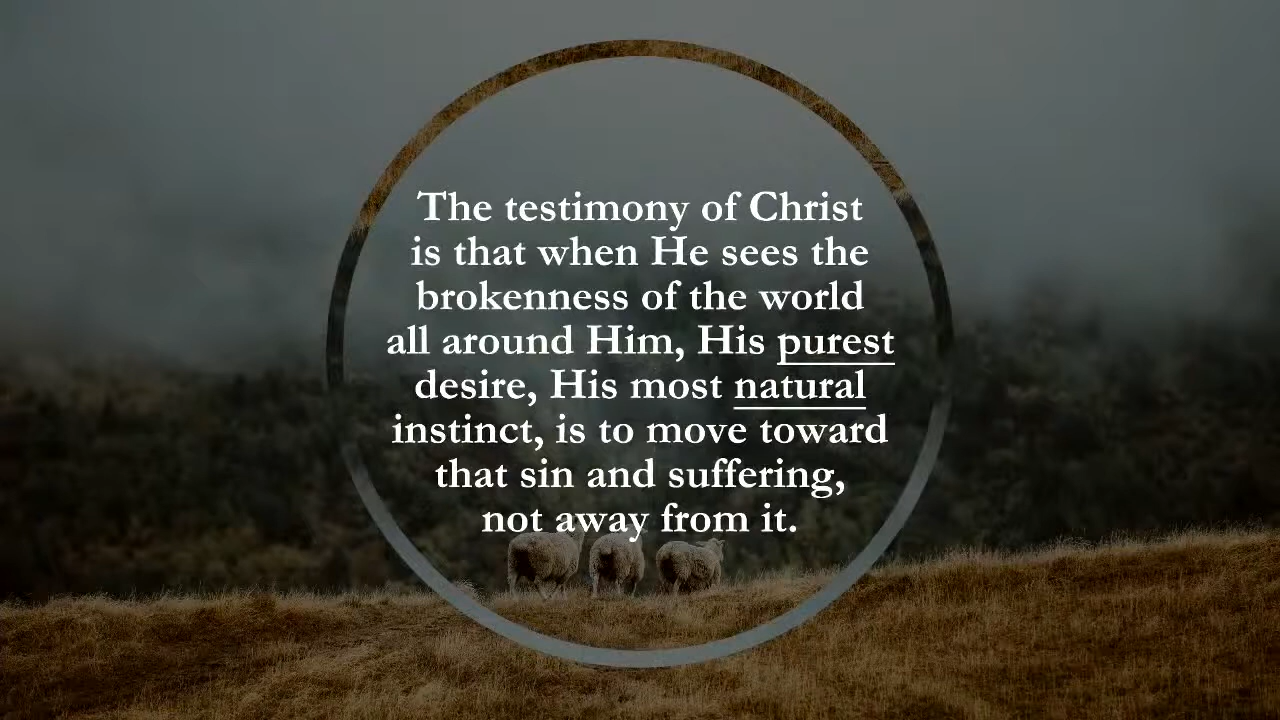 The testimony of Christ
is that when He sees the
brokenness of the world
all around Him, His purest
desire, His most natural
instinct, is to move toward
that sin and suffering,
not away from it.